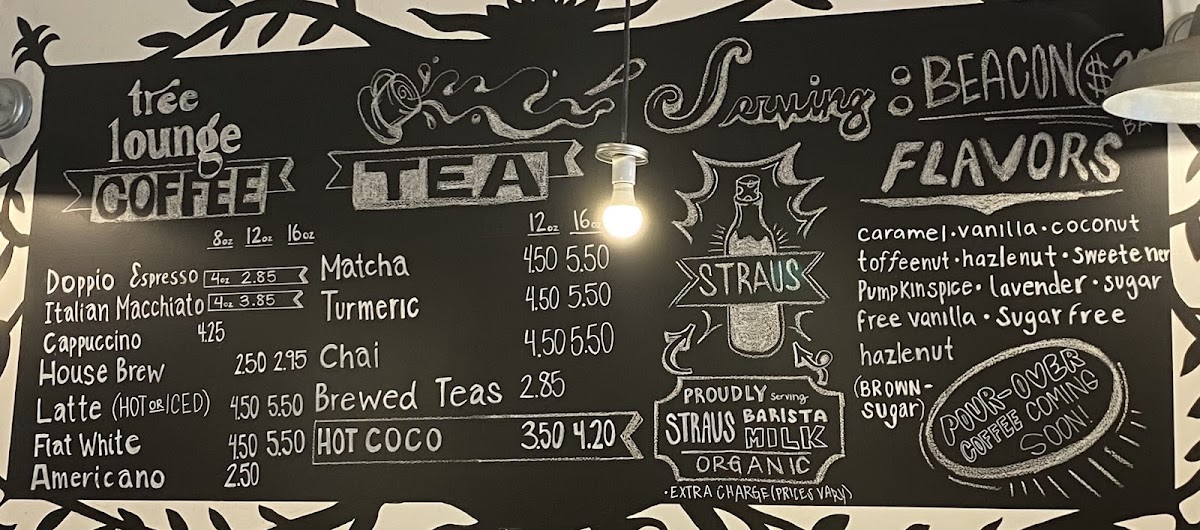 tree
lounge
COFFEE
8oz 12oz 16oz
Doppio Espresso 4oz 2.85
Italian Macchiato 4oz 3.85
Cappuccino 4.25
House Brew 2.50 2.95
Latte (HOT OR ICED) 4.50 5.50
Flat White 4.50 5.50
Americano 2.50
TEA
12oz 16oz
Matcha 4.50 5.50
Turmeric 4.50 5.50
Chai 4.50 5.50
Brewed Teas 2.85
HOT COCO 3.50 4.20
Serving:
STRAUS
PROUDLY serving
STRAUS BARISTA
MILK
ORGANIC
•EXTRA CHARGE (PRICES VARY)
BEACON $
FLAVORS
caramel•vanilla•coconut
toffeenut•hazlenut•sweetener
Pumpkinspice•lavender•sugar
free vanilla•Sugar free
hazlenut
(BROWN-
sugar)
POUR-OVER
COFFEE COMING
SOON!